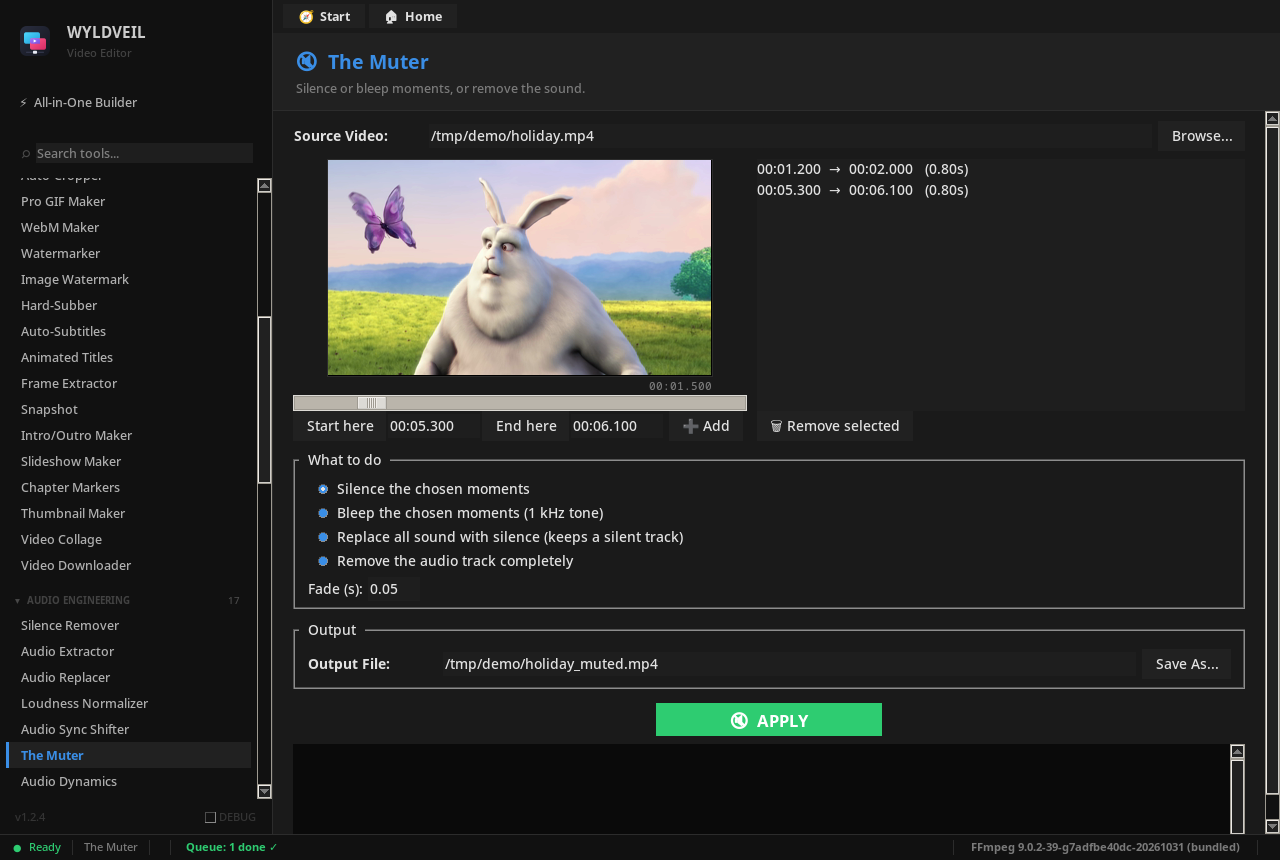 WYLDVEIL
Video Editor
⚡ All-in-One Builder
Search tools...
Auto-Cropper
Pro GIF Maker
WebM Maker
Watermarker
Image Watermark
Hard-Subber
Auto-Subtitles
Animated Titles
Frame Extractor
Snapshot
Intro/Outro Maker
Slideshow Maker
Chapter Markers
Thumbnail Maker
Video Collage
Video Downloader
▾ AUDIO ENGINEERING 17
Silence Remover
Audio Extractor
Audio Replacer
Loudness Normalizer
Audio Sync Shifter
The Muter
Audio Dynamics
v1.2.4 DEBUG
🧭 Start 🏠 Home
🔇 The Muter
Silence or bleep moments, or remove the sound.
Source Video: /tmp/demo/holiday.mp4 Browse...
00:01.200 → 00:02.000 (0.80s)
00:05.300 → 00:06.100 (0.80s)
00:01.500
Start here 00:05.300 End here 00:06.100 ➕ Add 🗑 Remove selected
What to do
Silence the chosen moments
Bleep the chosen moments (1 kHz tone)
Replace all sound with silence (keeps a silent track)
Remove the audio track completely
Fade (s): 0.05
Output
Output File: /tmp/demo/holiday_muted.mp4 Save As...
🔇 APPLY
● Ready The Muter Queue: 1 done ✓ FFmpeg 9.0.2-39-g7adfbe40dc-20261031 (bundled)